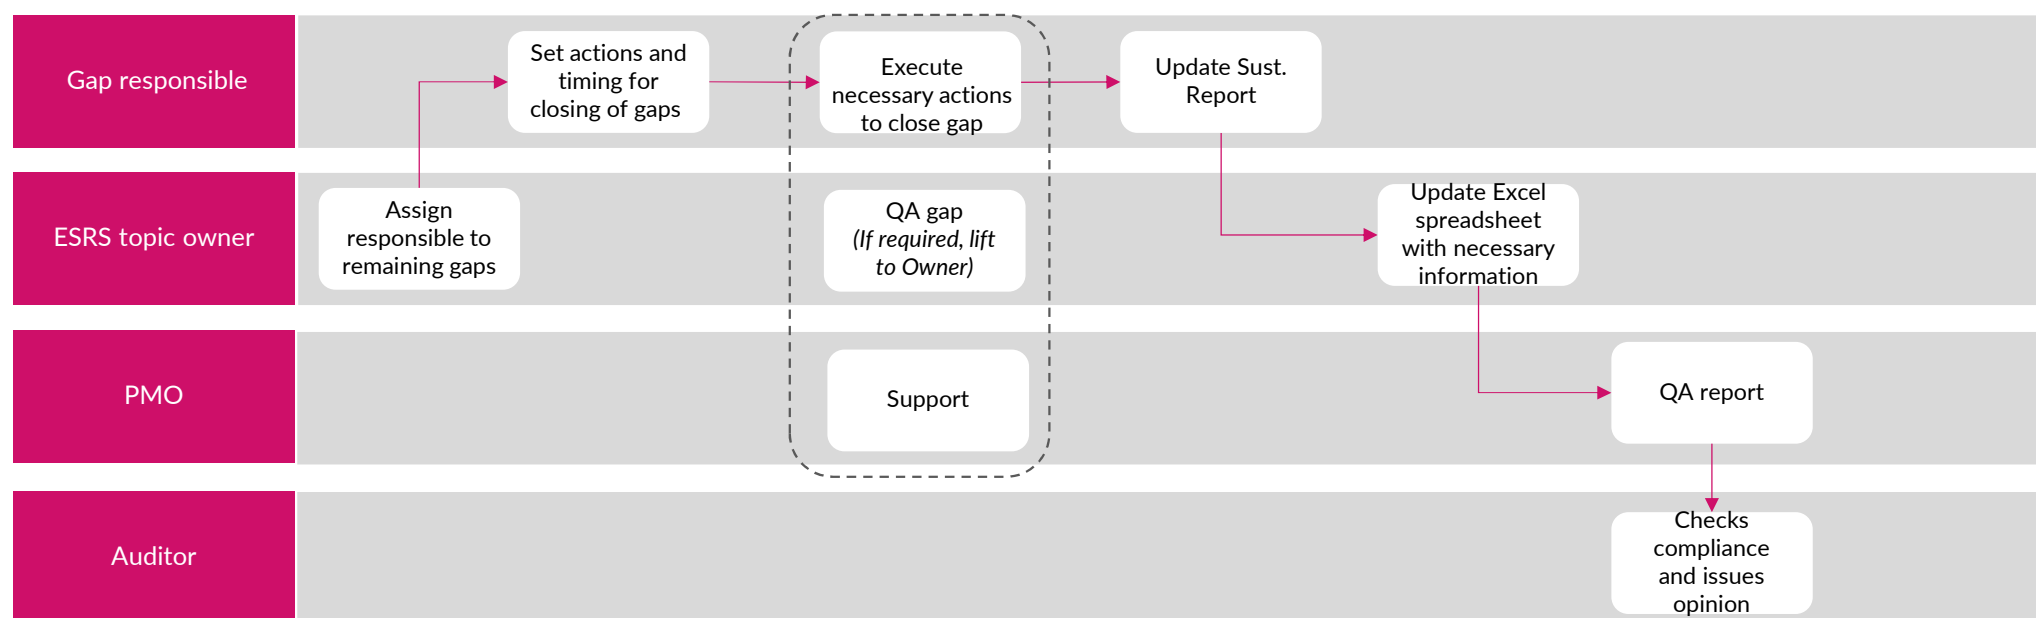 Gap responsible
Set actions and
timing for
closing of gaps
Execute
necessary actions
to close gap
Update Sust.
Report
ESRS topic owner
Assign
responsible to
remaining gaps
QA gap
(If required, lift
to Owner)
Update Excel
spreadsheet
with necessary
information
PMO
Support
QA report
Auditor
Checks
compliance
and issues
opinion